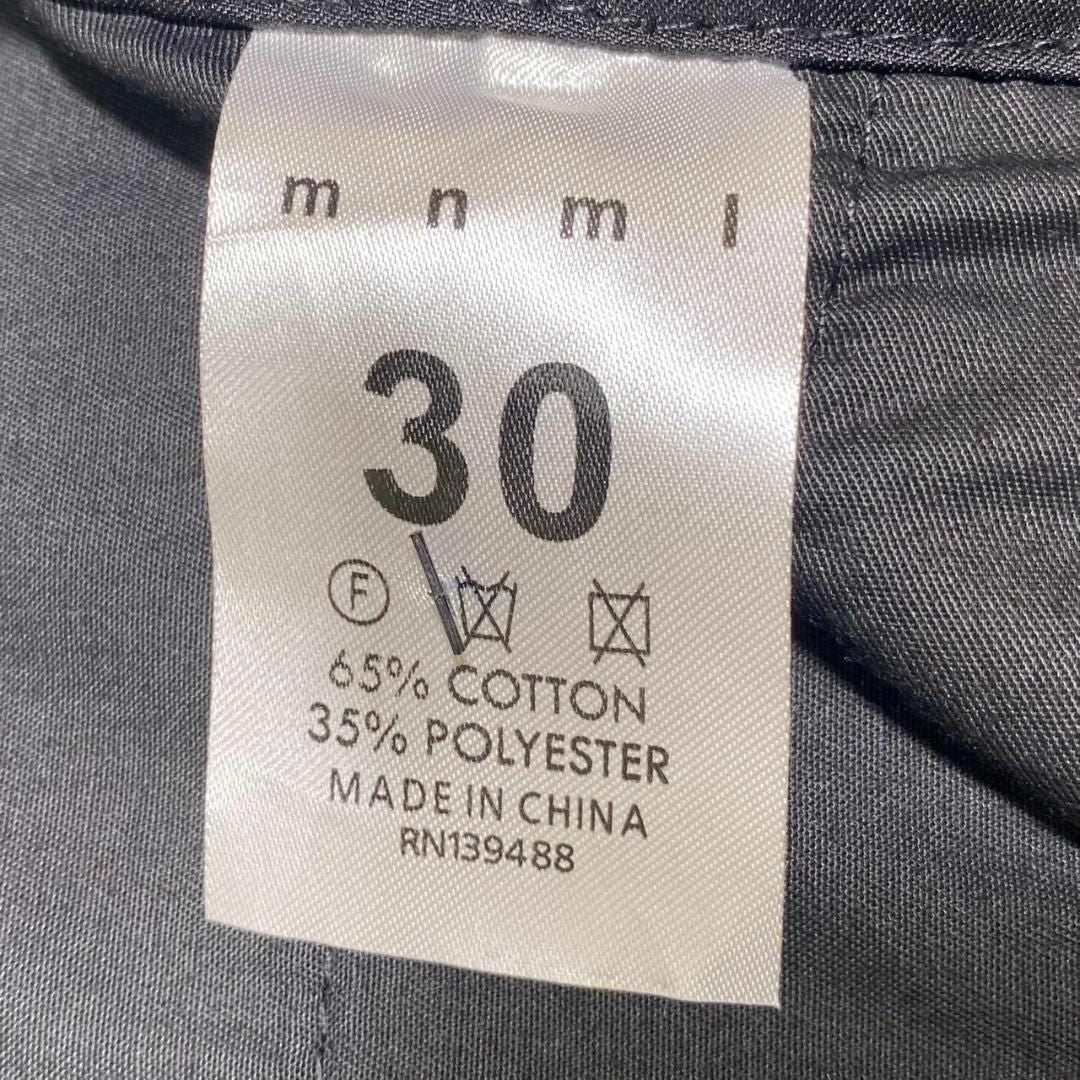 m n m l
30
F
65% COTTON
35% POLYESTER
MADE IN CHINA
RN139488